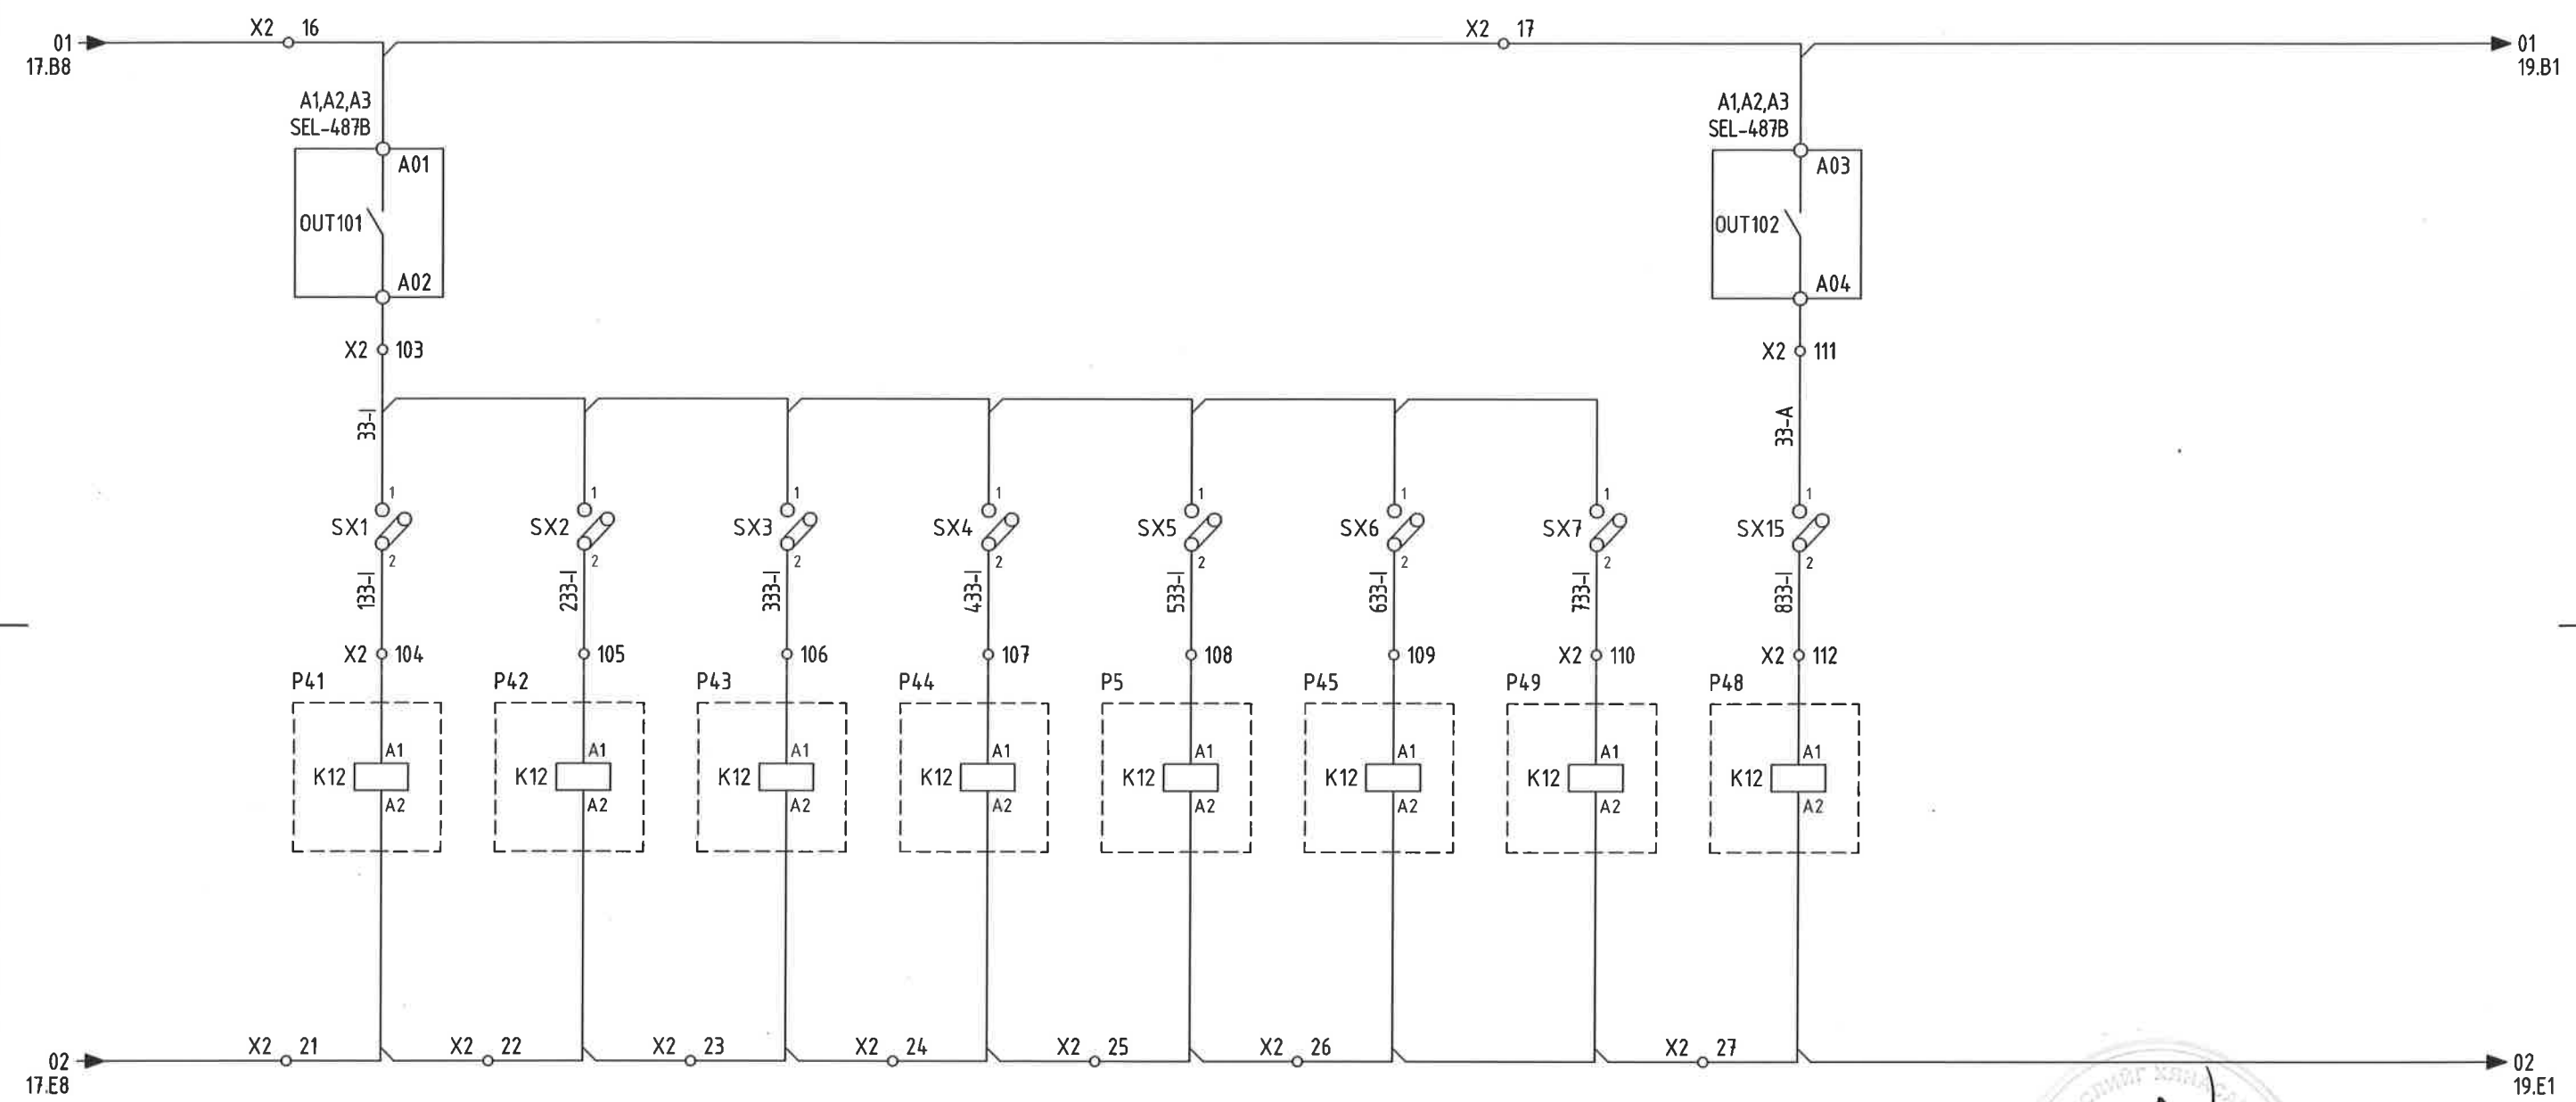 X2 16
X2 17
01
17.B8
01
19.B1
A1,A2,A3
SEL-487B
A1,A2,A3
SEL-487B
A01
A03
OUT101
OUT102
A02
A04
X2 103
X2 111
33-I
33-A
1 1 1 1 1 1 1 1
SX1 SX2 SX3 SX4 SX5 SX6 SX7 SX15
2 2 2 2 2 2 2 2
133-I 233-I 333-I 433-I 533-I 633-I 733-I 833-I
X2 104 105 106 107 108 109 X2 110 X2 112
P41 P42 P43 P44 P5 P45 P49 P48
A1 A1 A1 A1 A1 A1 A1 A1
K12 K12 K12 K12 K12 K12 K12 K12
A2 A2 A2 A2 A2 A2 A2 A2
X2 21 X2 22 X2 23 X2 24 X2 25 X2 26 X2 27
02
17.E8
02
19.E1